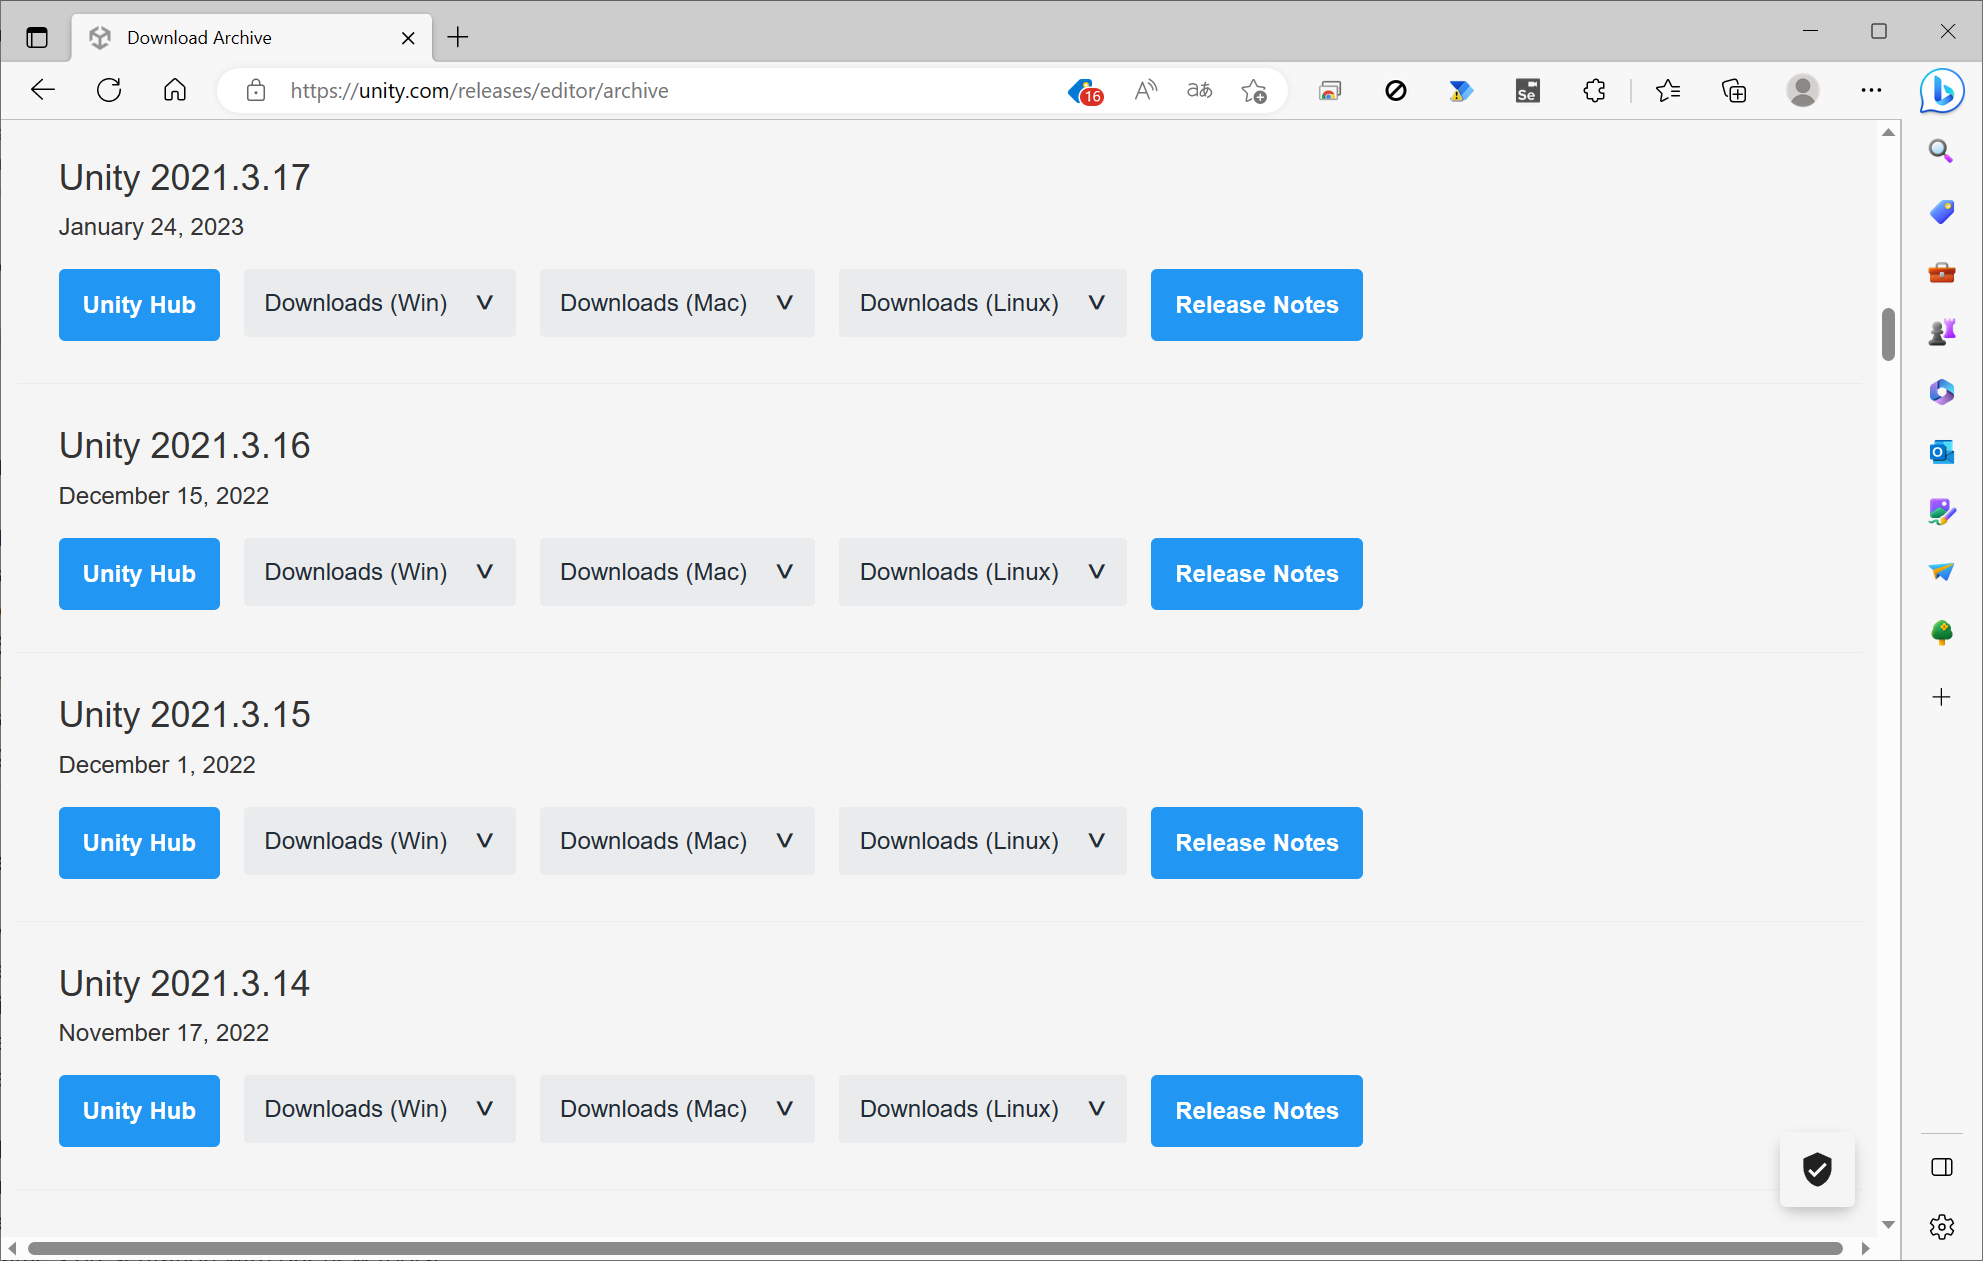 Download Archive
https://unity.com/releases/editor/archive
16
A
aあ
Se
Unity 2021.3.17
January 24, 2023
Unity Hub Downloads (Win) Downloads (Mac) Downloads (Linux) Release Notes
Unity 2021.3.16
December 15, 2022
Unity Hub Downloads (Win) Downloads (Mac) Downloads (Linux) Release Notes
Unity 2021.3.15
December 1, 2022
Unity Hub Downloads (Win) Downloads (Mac) Downloads (Linux) Release Notes
Unity 2021.3.14
November 17, 2022
Unity Hub Downloads (Win) Downloads (Mac) Downloads (Linux) Release Notes